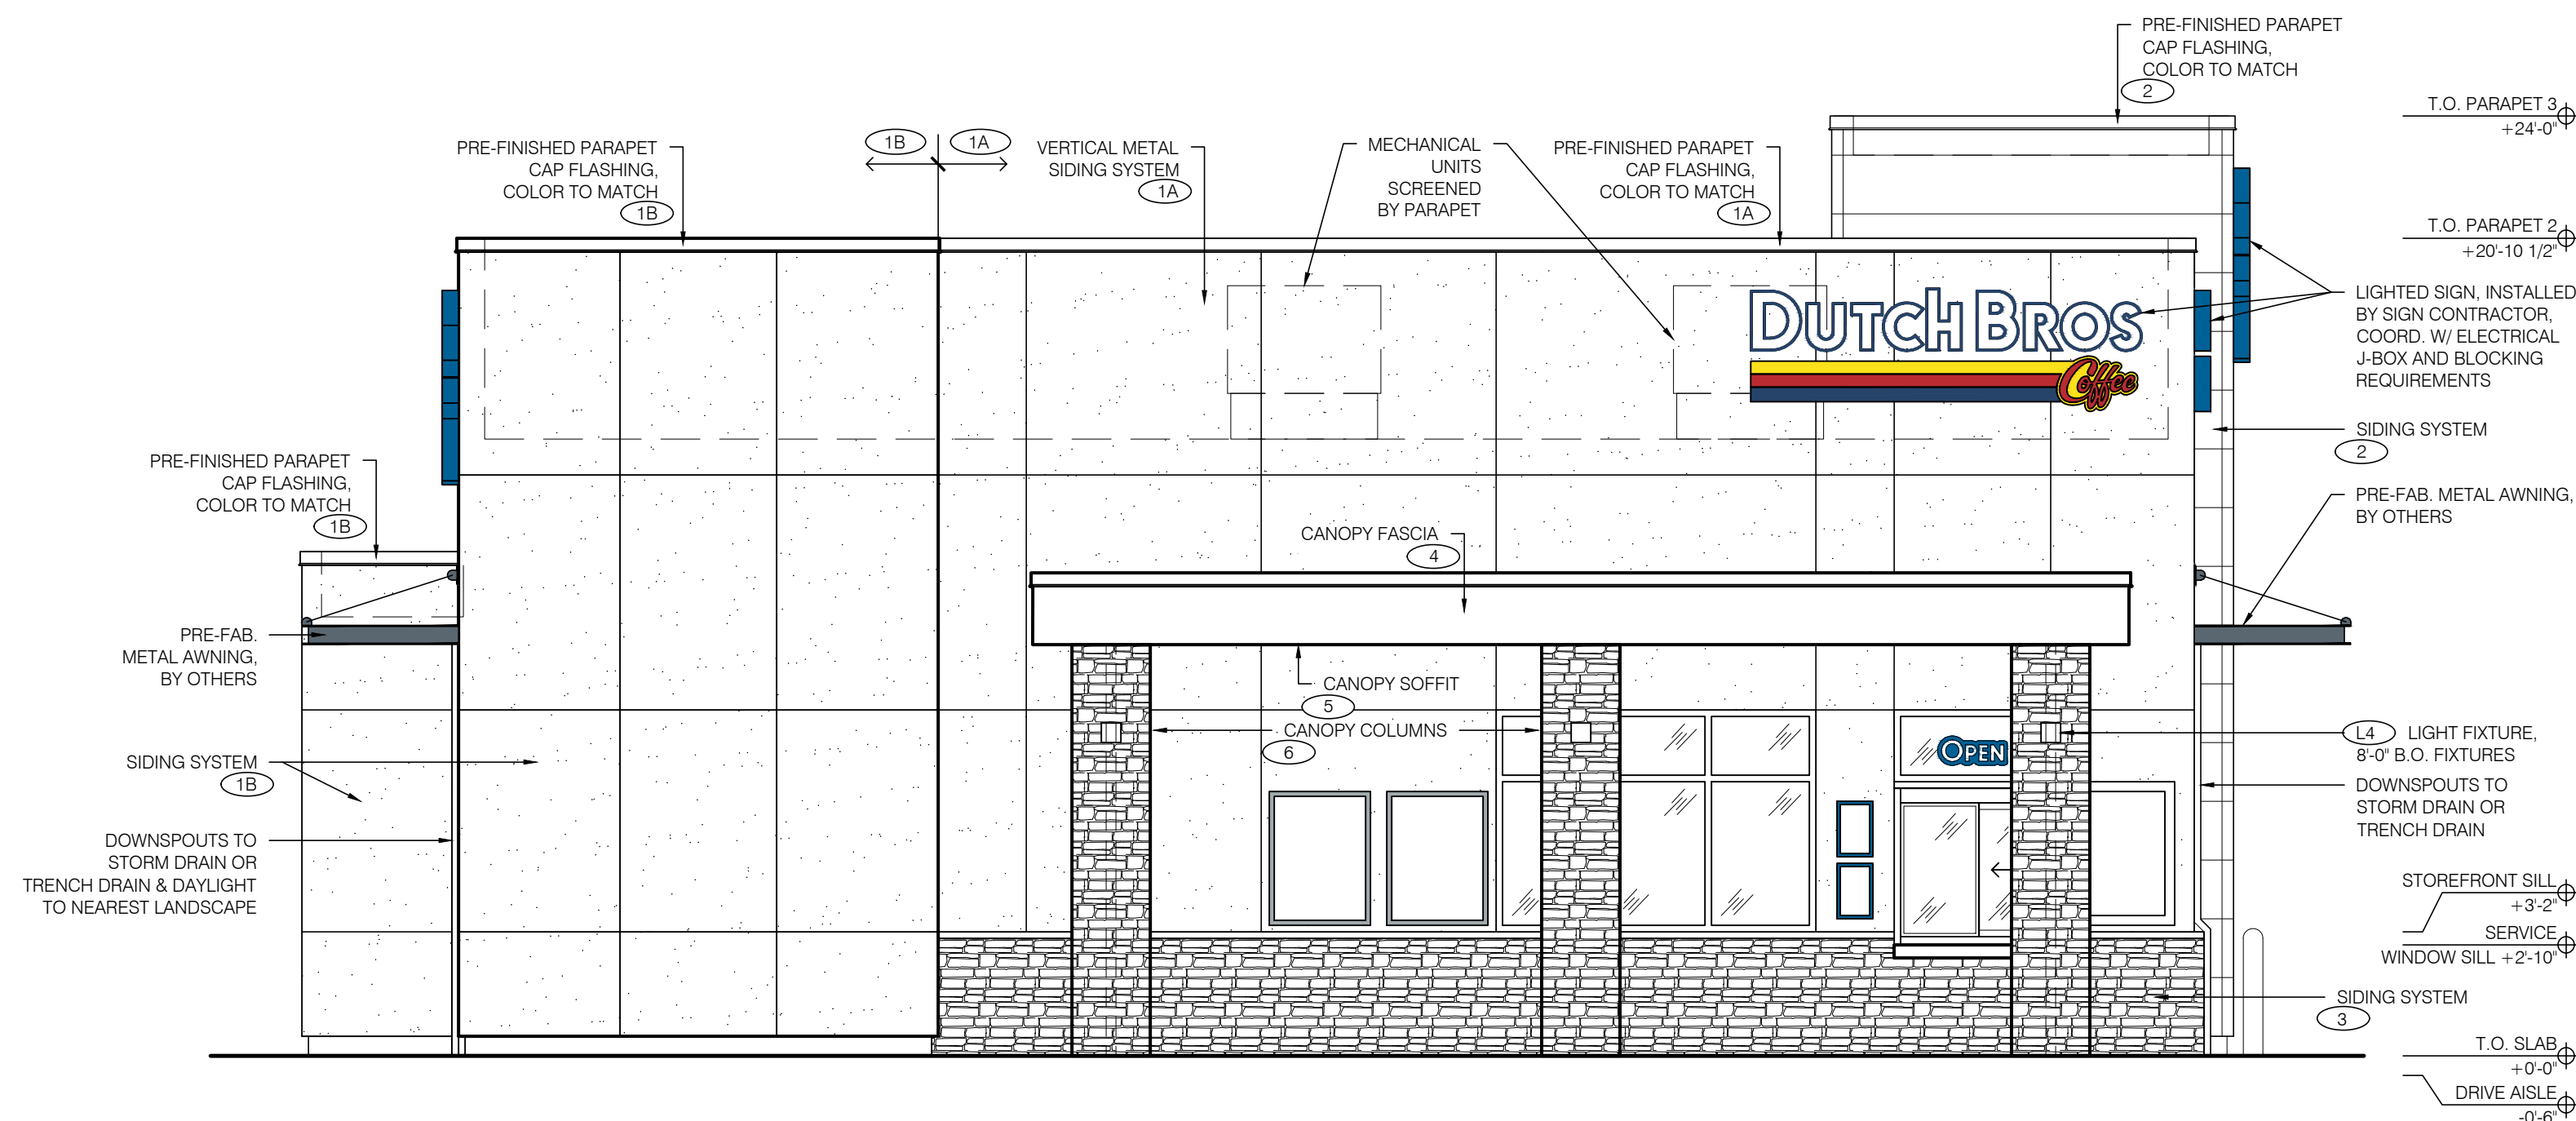 PRE-FINISHED PARAPET
CAP FLASHING,
COLOR TO MATCH
2
T.O. PARAPET 3
+24'-0"
PRE-FINISHED PARAPET
CAP FLASHING,
COLOR TO MATCH
1B
1B
1A
VERTICAL METAL
SIDING SYSTEM
1A
MECHANICAL
UNITS
SCREENED
BY PARAPET
PRE-FINISHED PARAPET
CAP FLASHING,
COLOR TO MATCH
1A
T.O. PARAPET 2
+20'-10 1/2"
LIGHTED SIGN, INSTALLED
BY SIGN CONTRACTOR,
COORD. W/ ELECTRICAL
J-BOX AND BLOCKING
REQUIREMENTS
DUTCH BROS
Coffee
SIDING SYSTEM
2
PRE-FINISHED PARAPET
CAP FLASHING,
COLOR TO MATCH
1B
PRE-FAB. METAL AWNING,
BY OTHERS
CANOPY FASCIA
4
PRE-FAB.
METAL AWNING,
BY OTHERS
CANOPY SOFFIT
5
CANOPY COLUMNS
6
OPEN
L4 LIGHT FIXTURE,
8'-0" B.O. FIXTURES
SIDING SYSTEM
1B
DOWNSPOUTS TO
STORM DRAIN OR
TRENCH DRAIN
DOWNSPOUTS TO
STORM DRAIN OR
TRENCH DRAIN & DAYLIGHT
TO NEAREST LANDSCAPE
STOREFRONT SILL
+3'-2"
SERVICE
WINDOW SILL +2'-10"
SIDING SYSTEM
3
T.O. SLAB
+0'-0"
DRIVE AISLE
-0'-6"